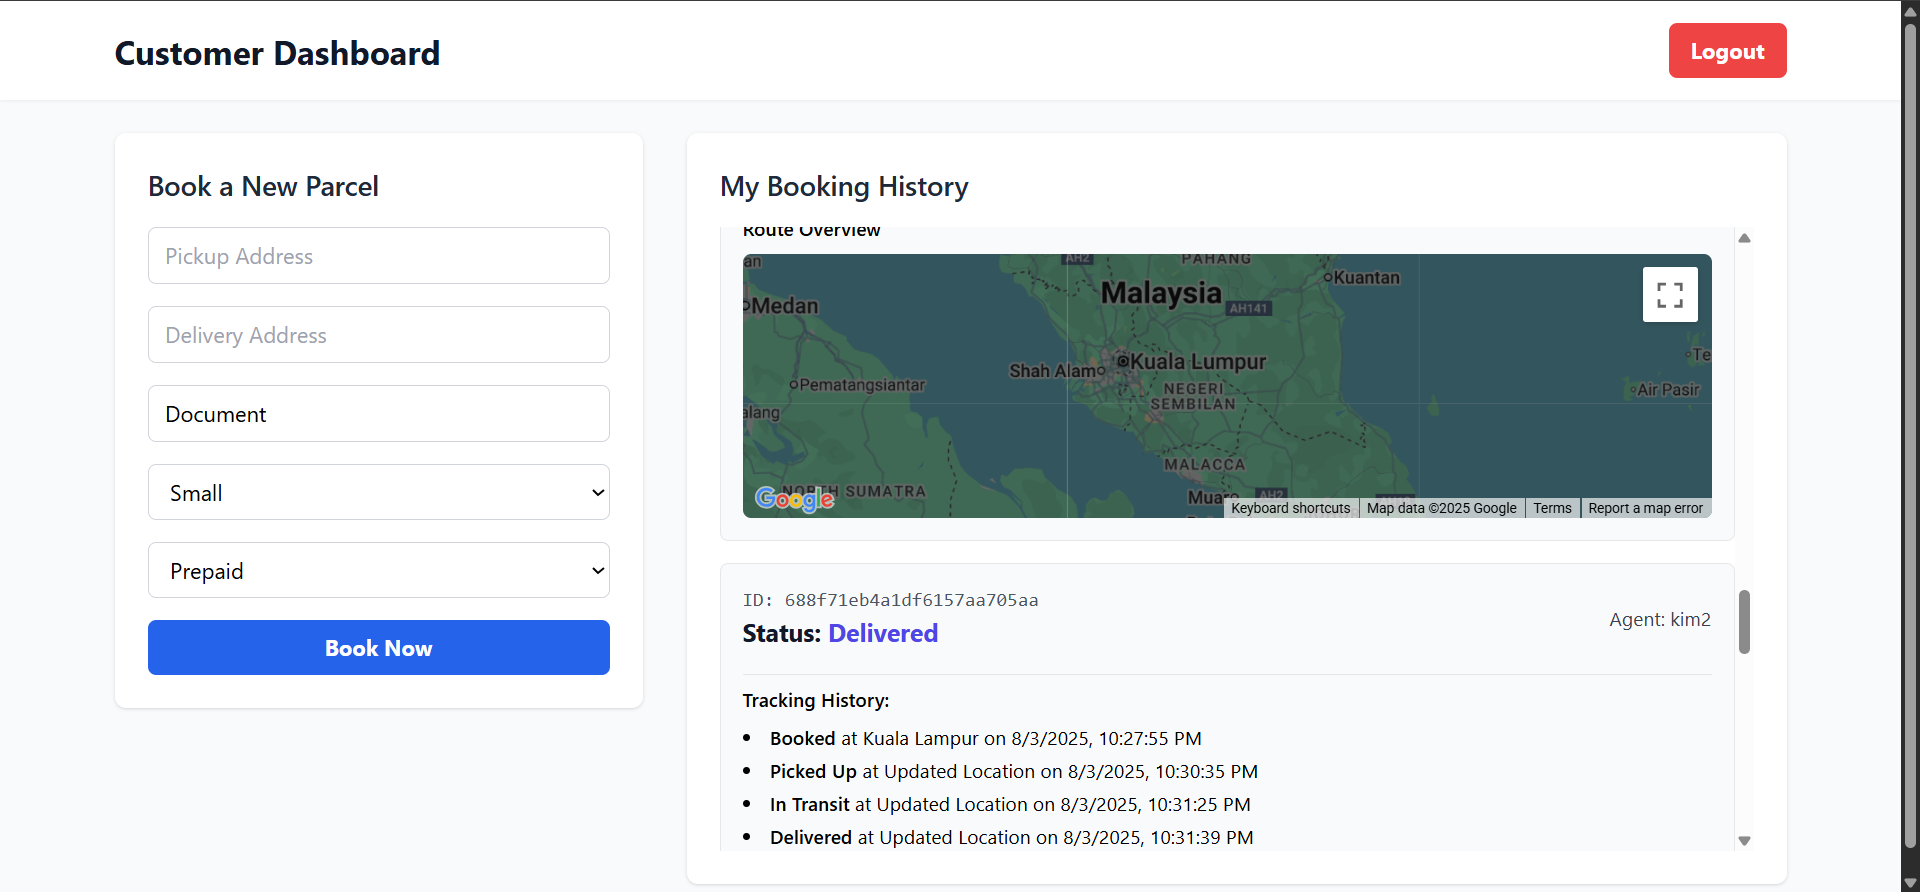 Customer Dashboard
Logout
Book a New Parcel
Pickup Address
Delivery Address
Document
Small
Prepaid
Book Now
My Booking History
Route Overview
an
AH2
PAHANG
Kuantan
Medan
Malaysia
AH141
Kuala Lumpur
Shah Alam
Te
Pematangsiantar
NEGERI
SEMBILAN
Air Pasir
alang
MALACCA
NORTH SUMATRA
Muar
AH2
Google
Keyboard shortcuts
Map data ©2025 Google
Terms
Report a map error
ID: 688f71eb4a1df6157aa705aa
Status: Delivered
Agent: kim2
Tracking History:
Booked at Kuala Lampur on 8/3/2025, 10:27:55 PM
Picked Up at Updated Location on 8/3/2025, 10:30:35 PM
In Transit at Updated Location on 8/3/2025, 10:31:25 PM
Delivered at Updated Location on 8/3/2025, 10:31:39 PM